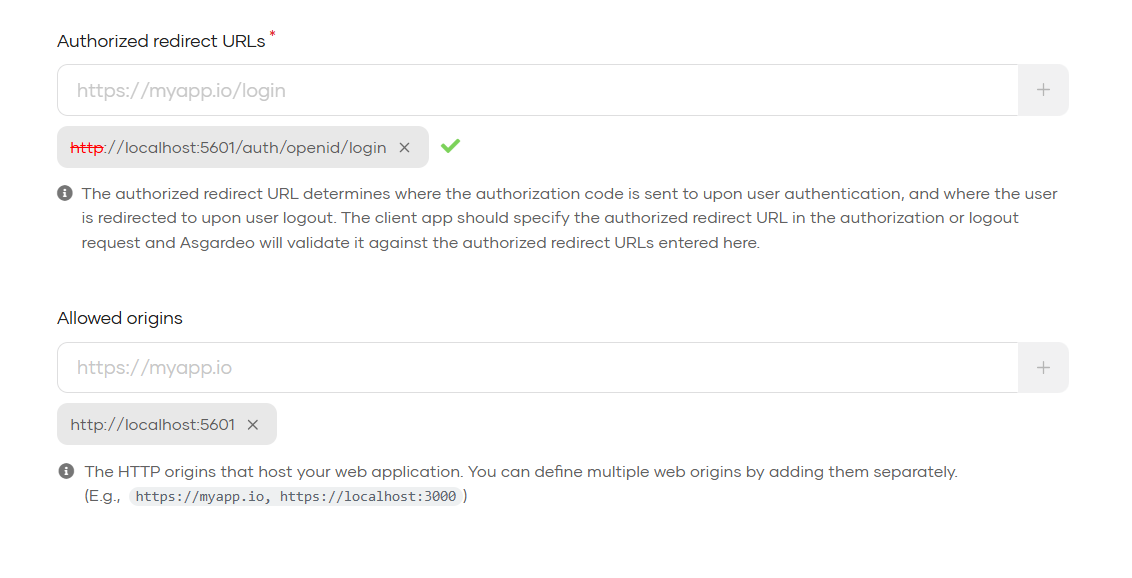 Authorized redirect URLs *
https://myapp.io/login
http://localhost:5601/auth/openid/login
The authorized redirect URL determines where the authorization code is sent to upon user authentication, and where the user
is redirected to upon user logout. The client app should specify the authorized redirect URL in the authorization or logout
request and Asgardeo will validate it against the authorized redirect URLs entered here.
Allowed origins
https://myapp.io
http://localhost:5601
The HTTP origins that host your web application. You can define multiple web origins by adding them separately.
(E.g., https://myapp.io, https://localhost:3000)